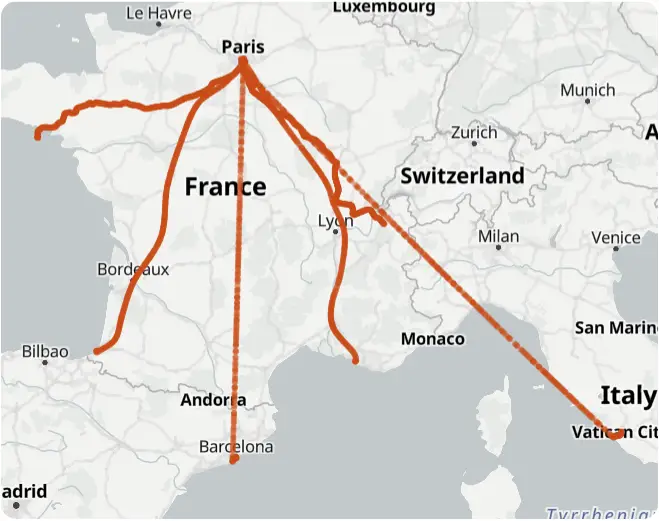 Le Havre
Luxembourg
Paris
Munich
Zurich
A
Switzerland
France
Lyon
Milan
Venice
Bordeaux
San Marin
Monaco
Bilbao
Italy
Andorra
Vatican Cit
Barcelona
adrid
Tyrrhenia